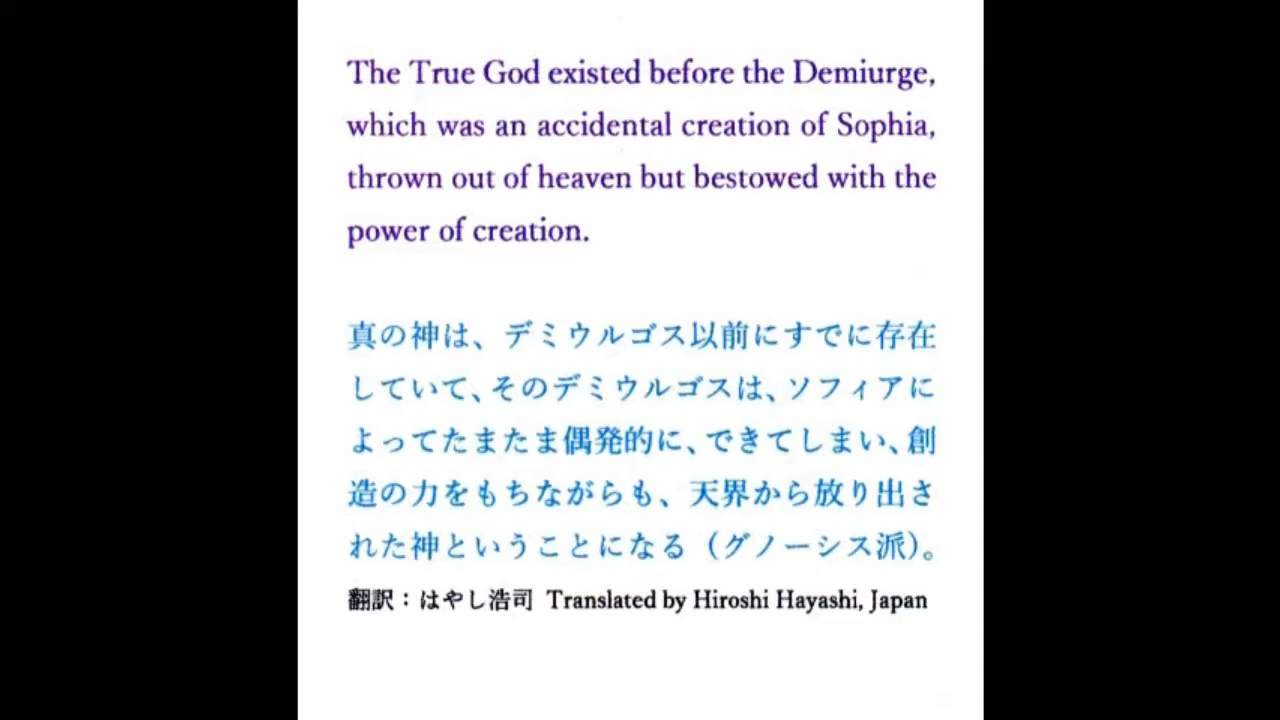 The True God existed before the Demiurge,
which was an accidental creation of Sophia,
thrown out of heaven but bestowed with the
power of creation.
真の神は、デミウルゴス以前にすでに存在
していて、そのデミウルゴスは、ソフィアに
よってたまたま偶発的に、できてしまい、創
造の力をもちながらも、天界から放り出さ
れた神ということになる（グノーシス派）。
翻訳：はやし浩司 Translated by Hiroshi Hayashi, Japan